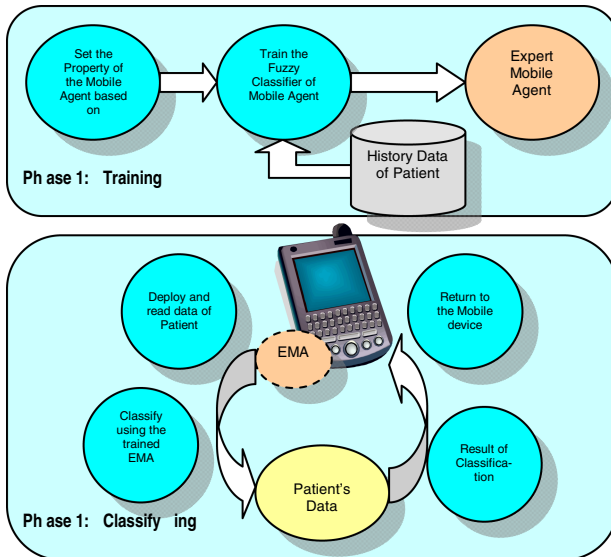 Set the
Property of
the Mobile
Agent based
on
Train the
Fuzzy
Classifier of
Mobile Agent
Expert
Mobile
Agent
History Data
of Patient
Ph ase 1: Training
Deploy and
read data of
Patient
Return to
the Mobile
device
EMA
Classify
using the
trained
EMA
Result of
Classifica-
tion
Patient's
Data
Ph ase 1: Classify ing